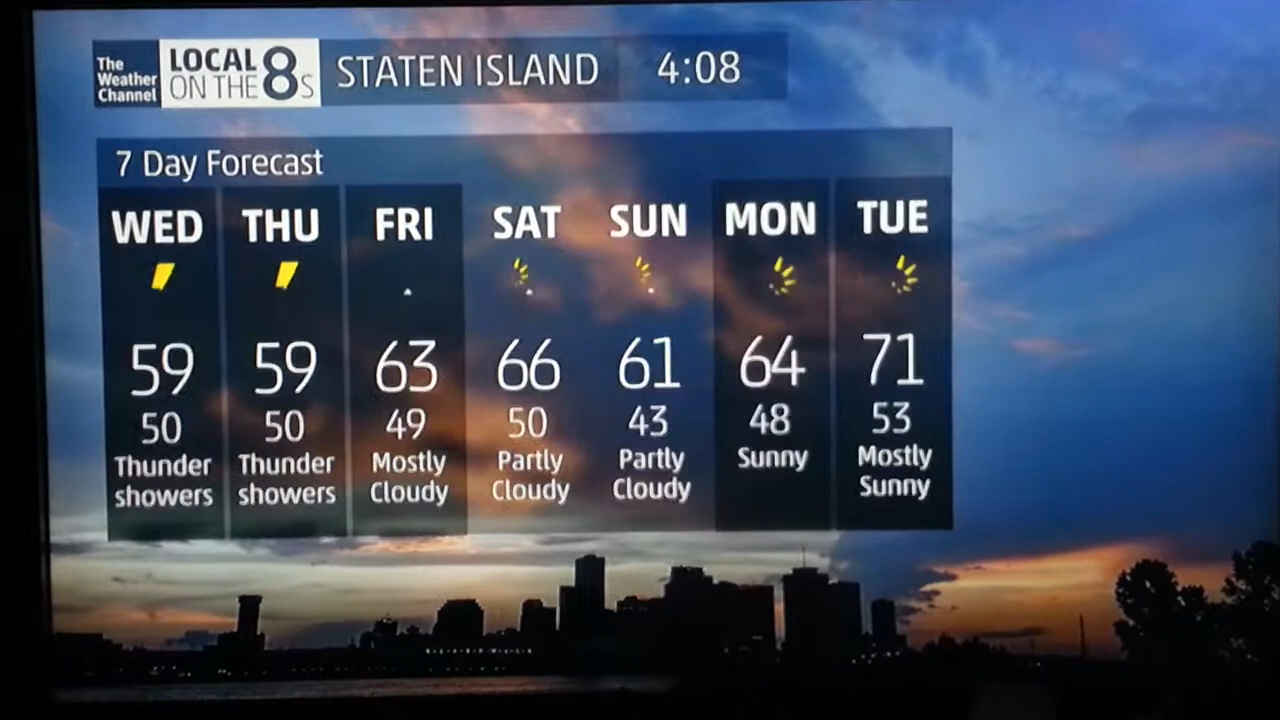 The
Weather
Channel
LOCAL
ON THE 8s
STATEN ISLAND
4:08
7 Day Forecast
WED THU FRI SAT SUN MON TUE
59 59 63 66 61 64 71
50 50 49 50 43 48 53
Thunder Thunder Mostly Partly Partly Sunny Mostly
showers showers Cloudy Cloudy Cloudy Sunny